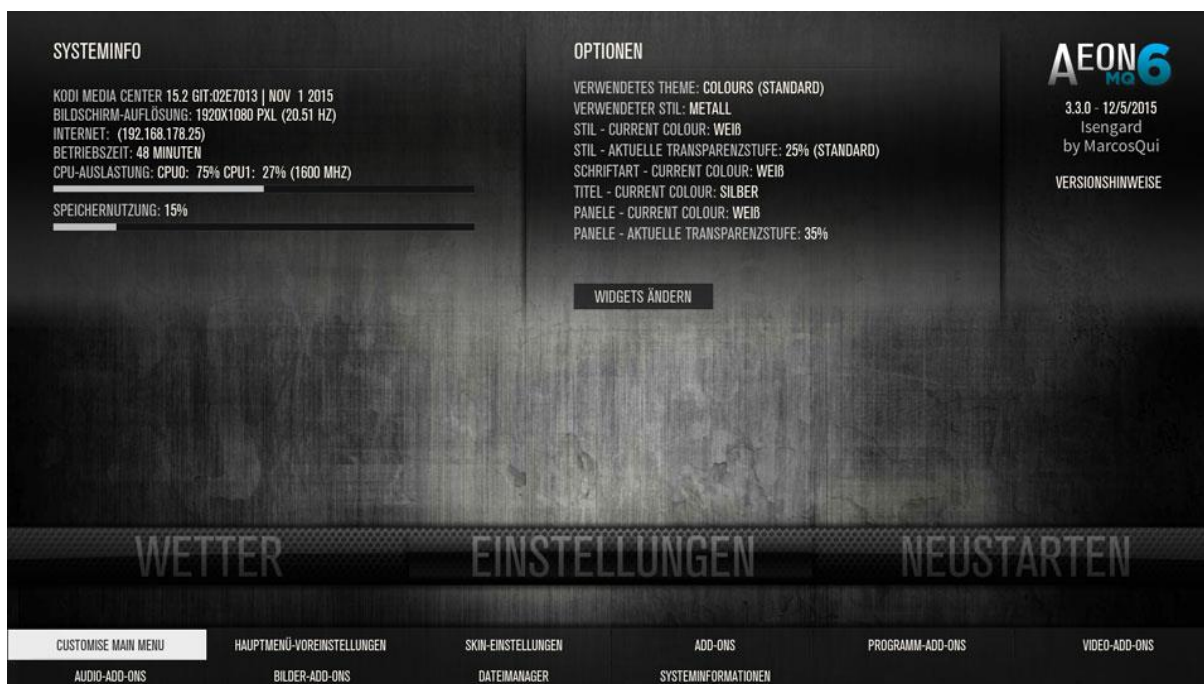 SYSTEMINFO
KODI MEDIA CENTER 15.2 GIT:02E7013 | NOV 1 2015
BILDSCHIRM-AUFLÖSUNG: 1920X1080 PXL (20.51 HZ)
INTERNET: (192.168.178.25)
BETRIEBSZEIT: 48 MINUTEN
CPU-AUSLASTUNG: CPU0: 75% CPU1: 27% (1600 MHZ)
SPEICHERNUTZUNG: 15%
OPTIONEN
VERWENDETES THEME: COLOURS (STANDARD)
VERWENDETER STIL: METALL
STIL - CURRENT COLOUR: WEIß
STIL - AKTUELLE TRANSPARENZSTUFE: 25% (STANDARD)
SCHRIFTART - CURRENT COLOUR: WEIß
TITEL - CURRENT COLOUR: SILBER
PANELE - CURRENT COLOUR: WEIß
PANELE - AKTUELLE TRANSPARENZSTUFE: 35%
WIDGETS ÄNDERN
AEON MQ 6
3.3.0 - 12/5/2015
Isengard
by MarcosQui
VERSIONSHINWEISE
WETTER EINSTELLUNGEN NEUSTARTEN
CUSTOMISE MAIN MENU HAUPTMENÜ-VOREINSTELLUNGEN SKIN-EINSTELLUNGEN ADD-ONS PROGRAMM-ADD-ONS VIDEO-ADD-ONS
AUDIO-ADD-ONS BILDER-ADD-ONS DATEIMANAGER SYSTEMINFORMATIONEN